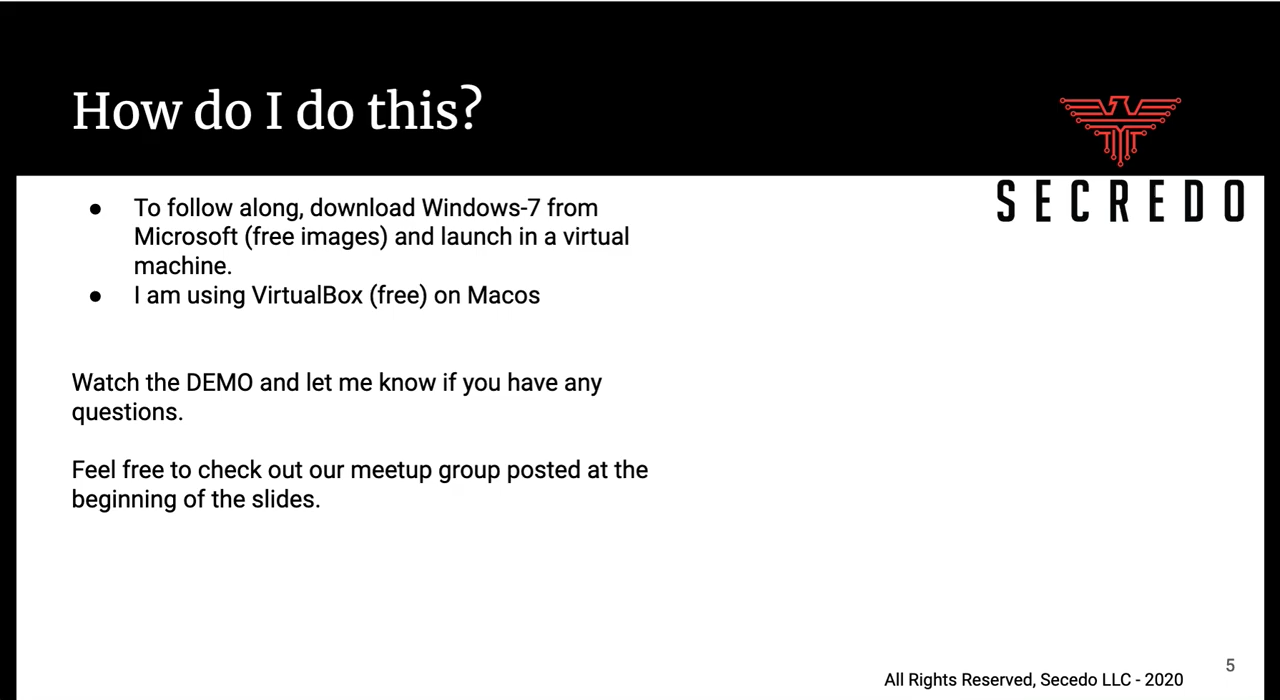 How do I do this?
SECREDO
● To follow along, download Windows-7 from
Microsoft (free images) and launch in a virtual
machine.
● I am using VirtualBox (free) on Macos
Watch the DEMO and let me know if you have any
questions.
Feel free to check out our meetup group posted at the
beginning of the slides.
5
All Rights Reserved, Secedo LLC - 2020